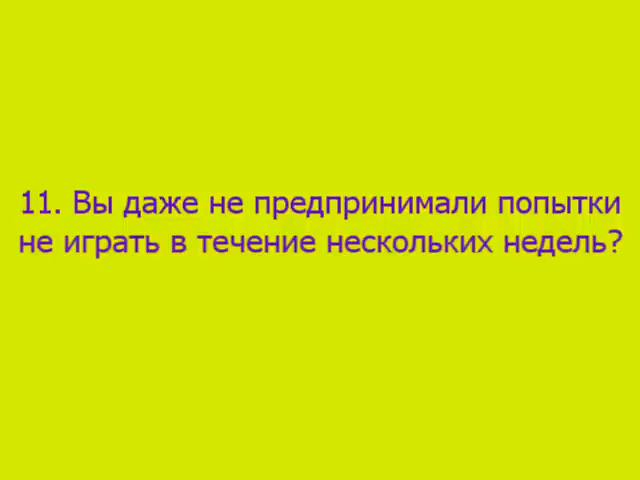 11. Вы даже не предпринимали попытки
не играть в течение нескольких недель?